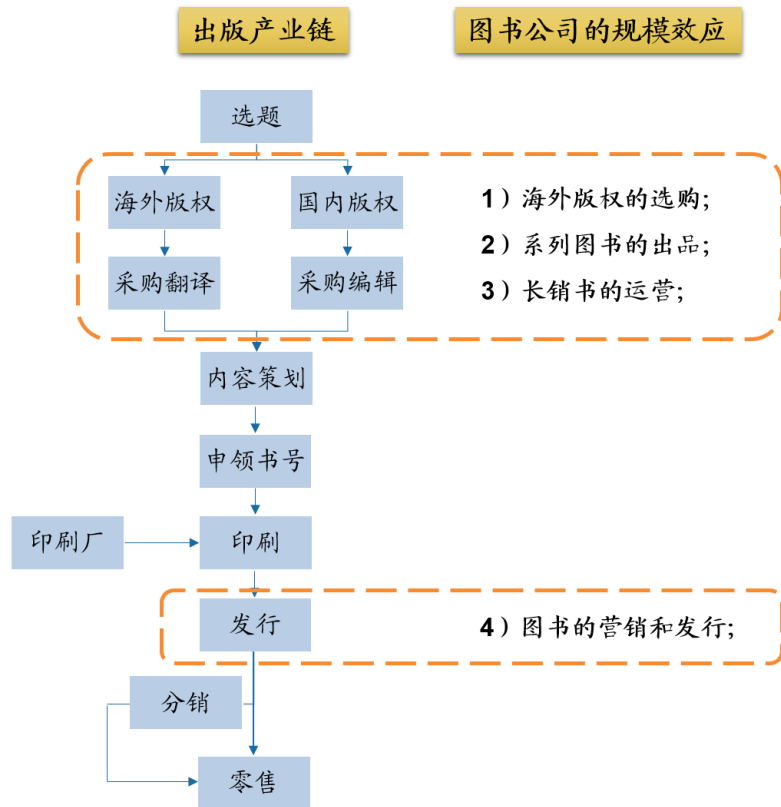 出版产业链
图书公司的规模效应
选题
海外版权
国内版权
1）海外版权的选购；
采购翻译
采购编辑
2）系列图书的出品；
3）长销书的运营；
内容策划
申领书号
印刷厂
印刷
发行
4）图书的营销和发行；
分销
零售